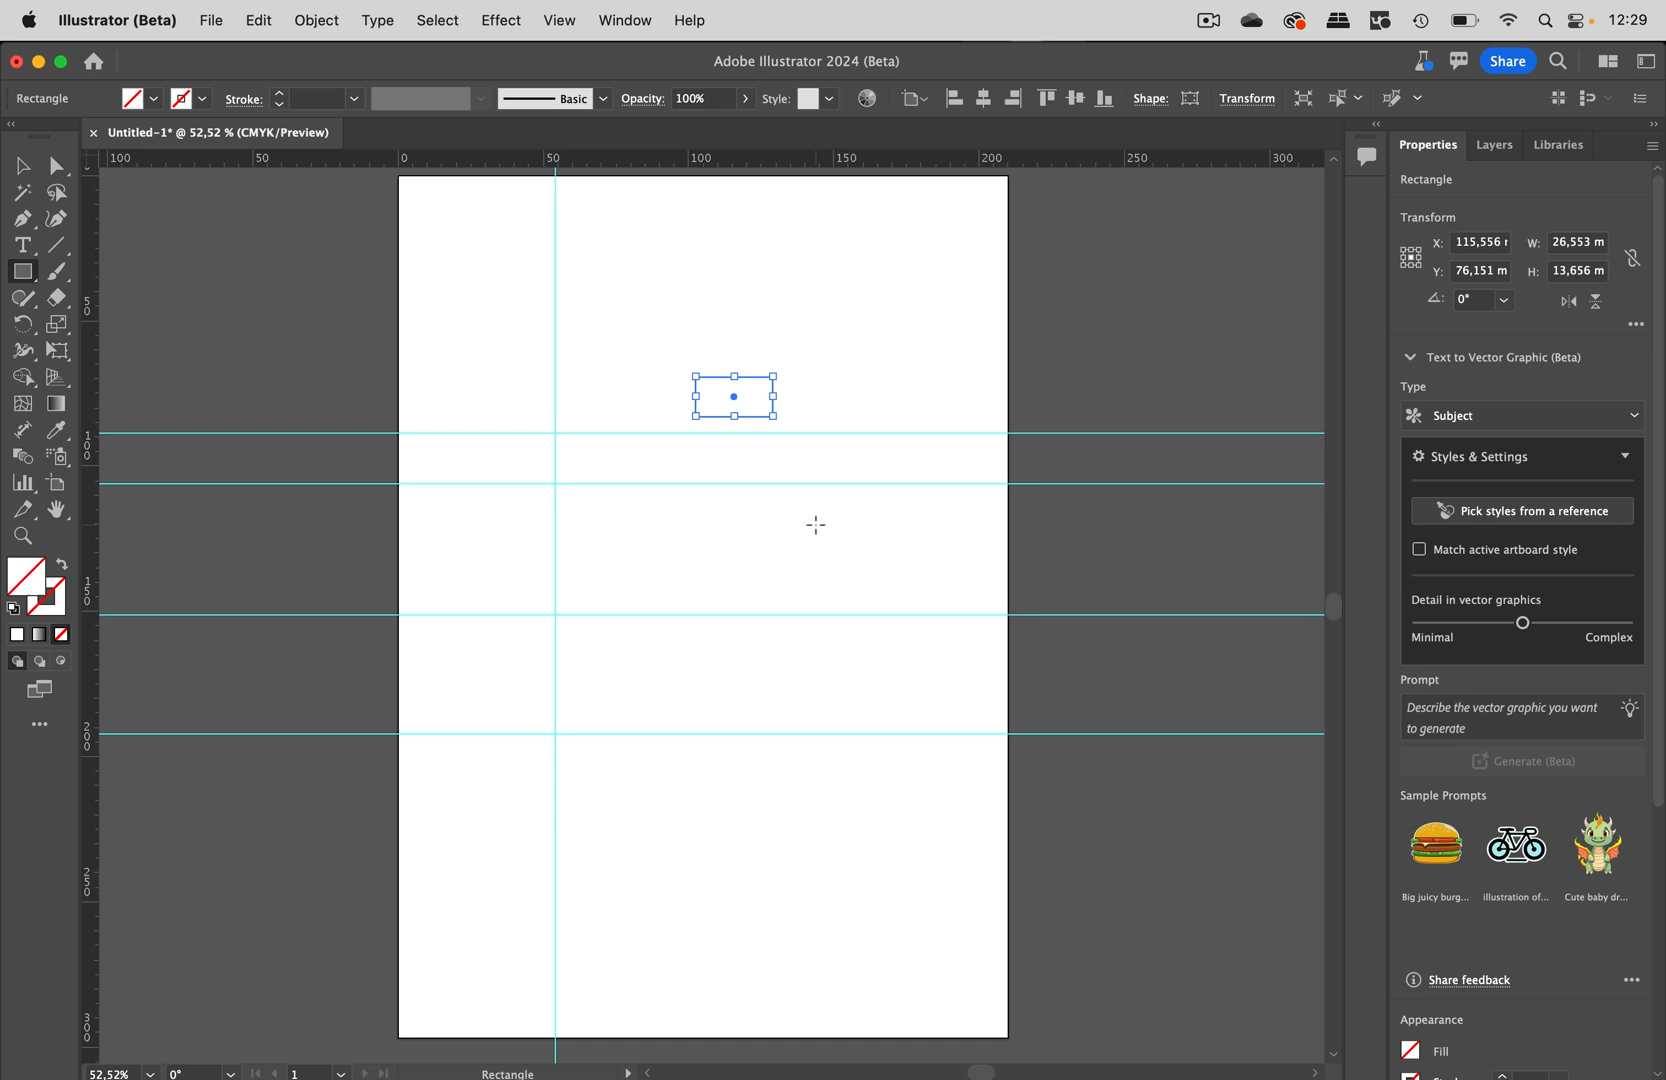 Illustrator (Beta) File Edit Object Type Select Effect View Window Help 12:29
Adobe Illustrator 2024 (Beta) Share
Rectangle Stroke: Basic Opacity: 100% Style: Shape: Transform
Untitled-1* @ 52,52 % (CMYK/Preview)
Properties Layers Libraries
100 50 0 50 100 150 200 250 300
50
100
150
200
250
300
Rectangle
Transform
X: 115,556 W: 26,553 m
Y: 76,151 m H: 13,656 m
0°
Text to Vector Graphic (Beta)
Type
Subject
Styles & Settings
Pick styles from a reference
Match active artboard style
Detail in vector graphics
Minimal Complex
Prompt
Describe the vector graphic you want
to generate
Generate (Beta)
Sample Prompts
Big juicy burg... illustration of... Cute baby dr...
Share feedback
Appearance
Fill
52,52% 0° 1 Rectangle